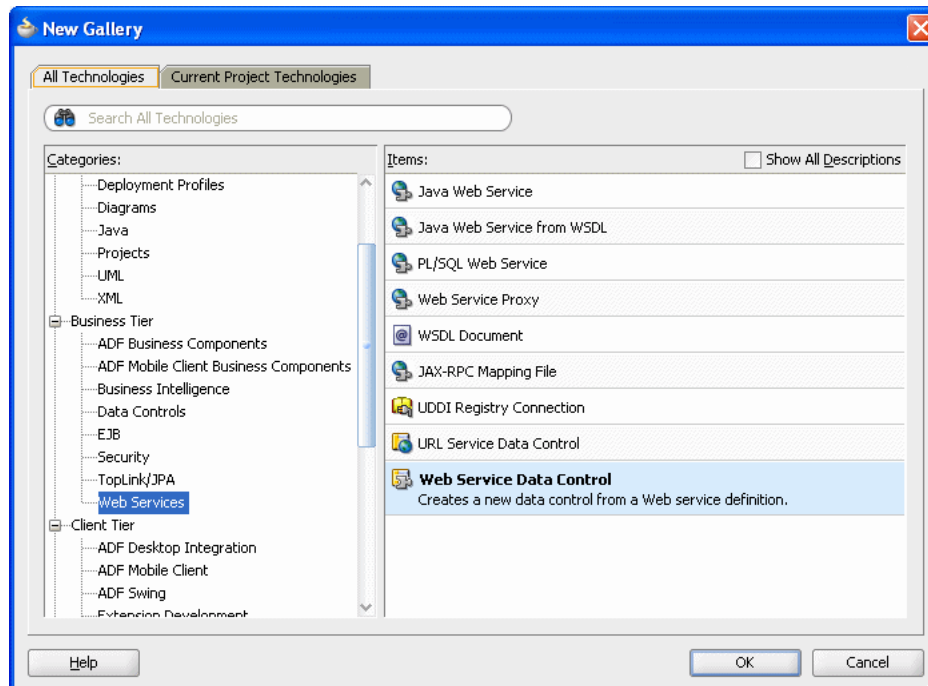 New Gallery
All Technologies
Current Project Technologies
Search All Technologies
Categories:
Deployment Profiles
Diagrams
Java
Projects
UML
XML
Business Tier
ADF Business Components
ADF Mobile Client Business Components
Business Intelligence
Data Controls
EJB
Security
TopLink/JPA
Web Services
Client Tier
ADF Desktop Integration
ADF Mobile Client
ADF Swing
Extension Development
Items:
Show All Descriptions
Java Web Service
Java Web Service from WSDL
PL/SQL Web Service
Web Service Proxy
WSDL Document
JAX-RPC Mapping File
UDDI Registry Connection
URL Service Data Control
Web Service Data Control
Creates a new data control from a Web service definition.
Help
OK
Cancel